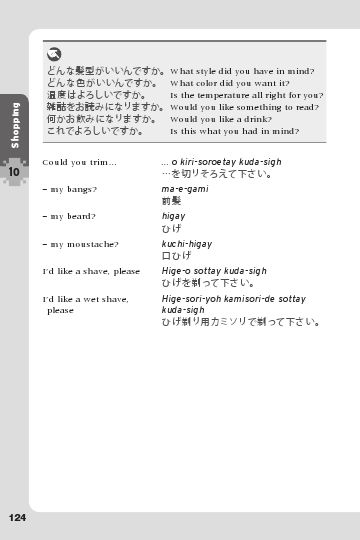 どんな髪型がいいんですか。 What style did you have in mind?
どんな色がいいんですか。 What color did you want it?
温度はよろしいですか。 Is the temperature all right for you?
雑誌をお読みになりますか。 Would you like something to read?
何かお飲みになりますか。 Would you like a drink?
これでよろしいですか。 Is this what you had in mind?
Shopping
10
Could you trim... ... o kiri-soroetay kuda-sigh
…を切りそろえて下さい。
– my bangs? ma-e-gami
前髪
– my beard? higay
ひげ
– my moustache? kuchi-higay
口ひげ
I'd like a shave, please Hige-o sottay kuda-sigh
ひげを剃って下さい。
I'd like a wet shave, Hige-sori-yoh kamisori-de sottay
please kuda-sigh
ひげ剃り用カミソリで剃って下さい。
124